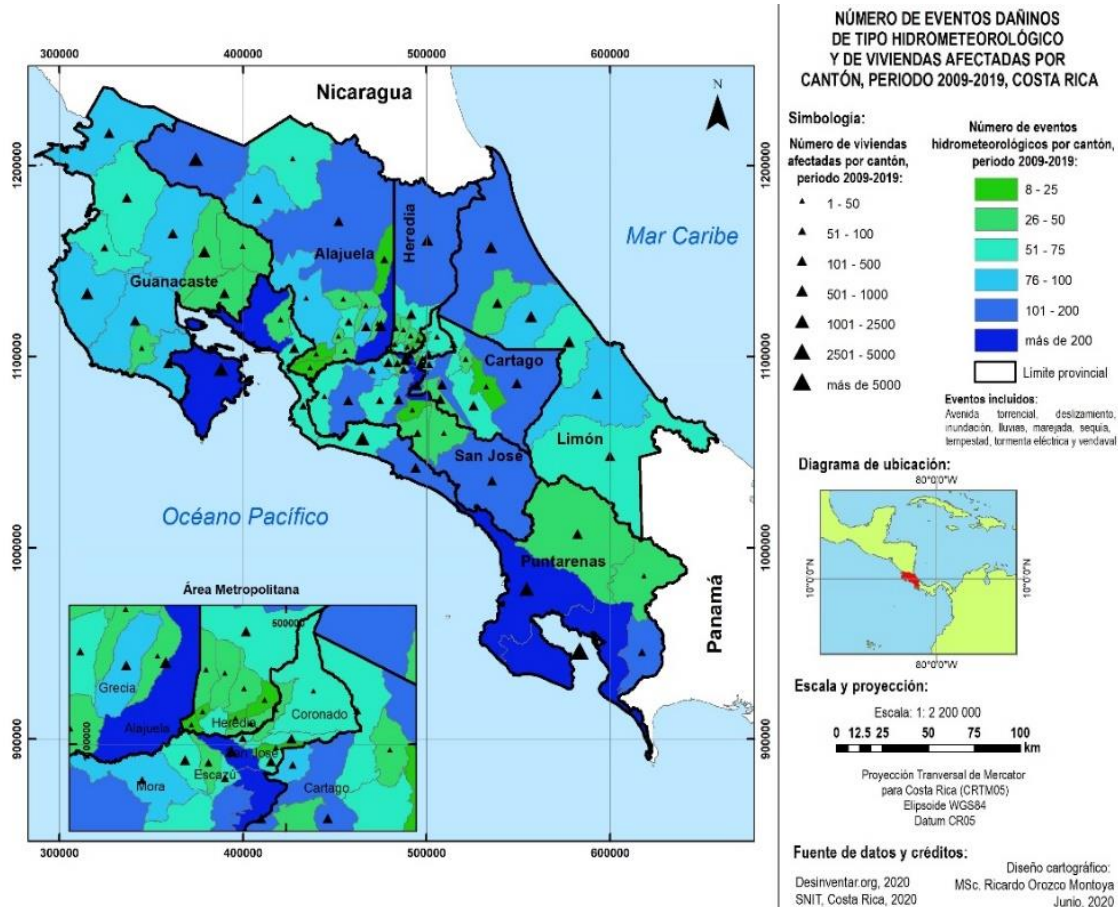 NÚMERO DE EVENTOS DAÑINOS
DE TIPO HIDROMETEOROLÓGICO
Y DE VIVIENDAS AFECTADAS POR
CANTÓN, PERIODO 2009-2019, COSTA RICA
300000 400000 500000 600000
1200000
1100000
1000000
900000
Nicaragua
N
Mar Caribe
Alajuela
Heredia
Guanacaste
Cartago
Limón
San José
Puntarenas
Océano Pacífico
Panamá
1200000
1100000
1000000
900000
Área Metropolitana
500000
Grecia
Alajuela
Heredia
Coronado
San José
Escazú
Mora
Cartago
300000 400000 500000 600000
Simbología:
Número de viviendas
afectadas por cantón,
periodo 2009-2019:
1 - 50
51 - 100
101 - 500
501 - 1000
1001 - 2500
2501 - 5000
más de 5000
Número de eventos
hidrometeorológicos por cantón,
periodo 2009-2019:
8 - 25
26 - 50
51 - 75
76 - 100
101 - 200
más de 200
Limite provincial
Eventos incluidos:
Avenida torrencial, deslizamiento,
inundación, lluvias, marejada, sequía,
tempestad, tormenta eléctrica y vendaval
Diagrama de ubicación:
80°0'0"W
10°0'0"N
10°0'0"N
80°0'0"W
Escala y proyección:
Escala: 1: 2 200 000
0 12.5 25 50 75 100
km
Proyección Tranversal de Mercator
para Costa Rica (CRTM05)
Elipsoide WGS84
Datum CR05
Fuente de datos y créditos:
Desinventar.org, 2020
SNIT, Costa Rica, 2020
Diseño cartográfico:
MSc. Ricardo Orozco Montoya
Junio, 2020